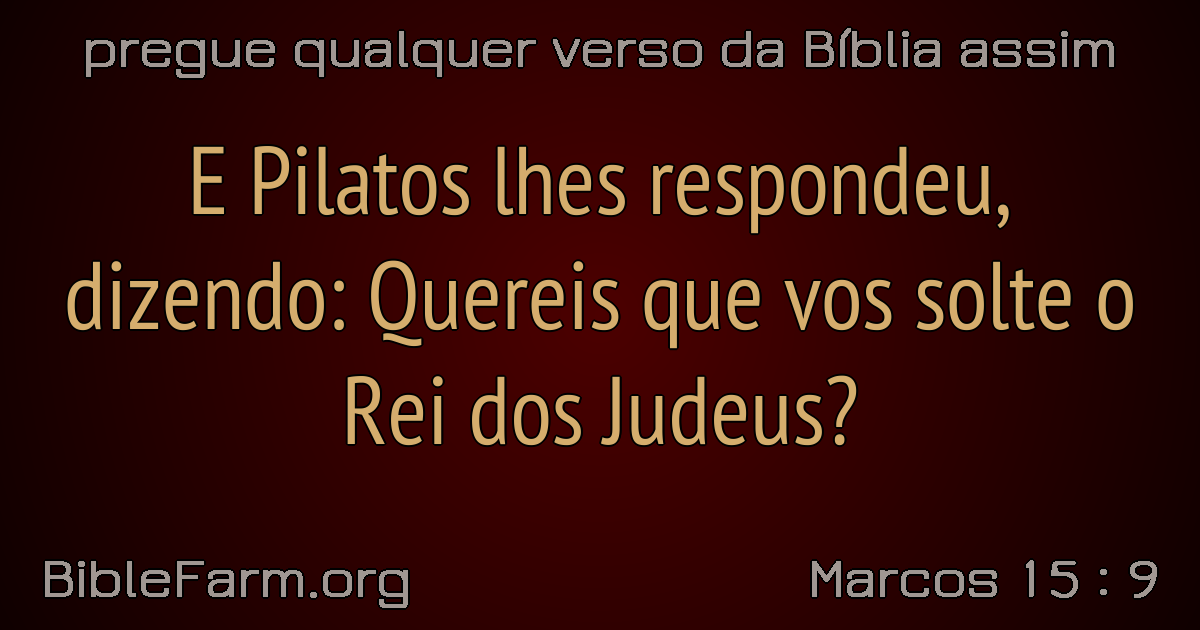 pregue qualquer verso da Bíblia assim
E Pilatos lhes respondeu,
dizendo: Quereis que vos solte o
Rei dos Judeus?
BibleFarm.org
Marcos 15 : 9